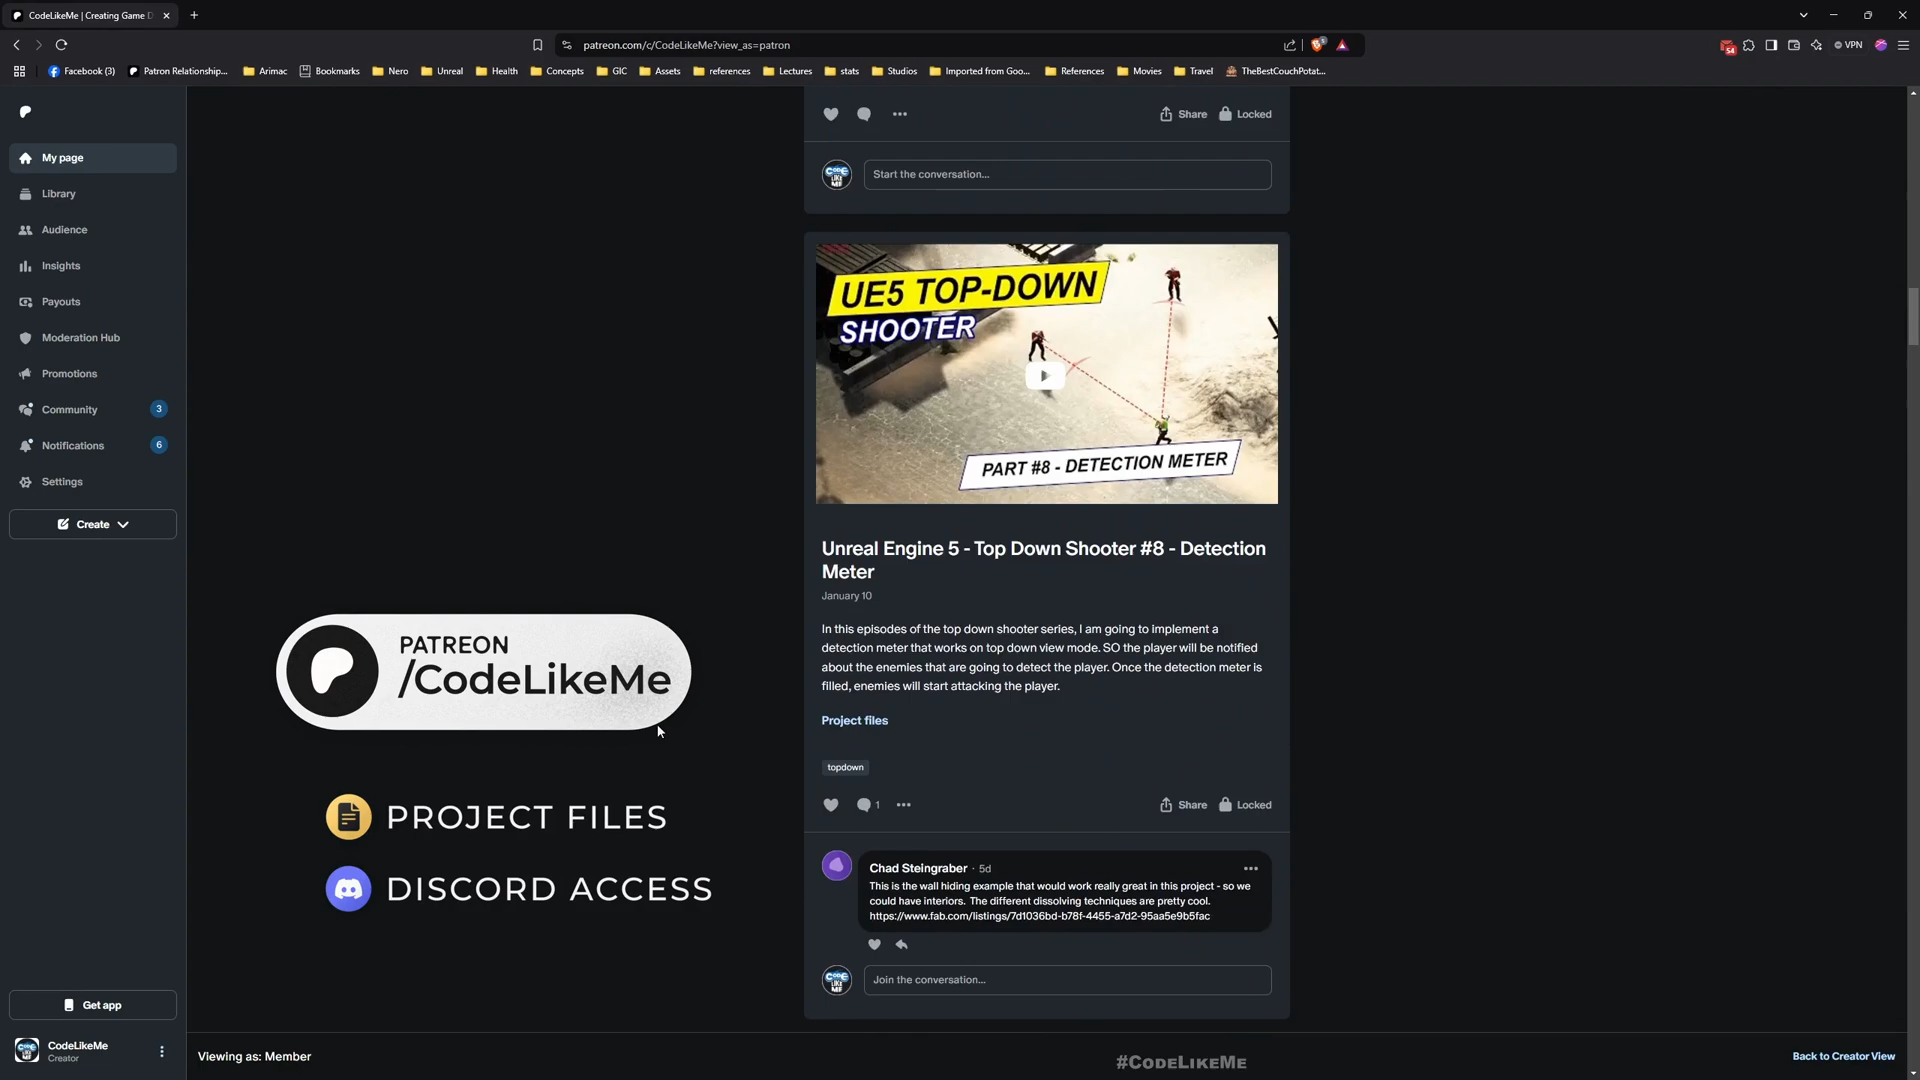 CodeLikeMe | Creating Game D
patreon.com/c/CodeLikeMe?view_as=patron
54
5
VPN
Facebook (3)
Patron Relationship...
Arimac
Bookmarks
Nero
Unreal
Health
Concepts
GIC
Assets
references
Lectures
stats
Studios
Imported from Goo...
References
Movies
Travel
TheBestCouchPotat...
My page
Library
Audience
Insights
Payouts
Moderation Hub
Promotions
Community 3
Notifications 6
Settings
Create
Get app
CodeLikeMe
Creator
Share
Locked
CODE LIKE ME
Start the conversation...
UE5 TOP-DOWN
SHOOTER
PART #8 - DETECTION METER
Unreal Engine 5 - Top Down Shooter #8 - Detection
Meter
January 10
In this episodes of the top down shooter series, I am going to implement a
detection meter that works on top down view mode. SO the player will be notified
about the enemies that are going to detect the player. Once the detection meter is
filled, enemies will start attacking the player.
Project files
topdown
1
Share
Locked
Chad Steingraber · 5d
This is the wall hiding example that would work really great in this project - so we
could have interiors. The different dissolving techniques are pretty cool.
https://www.fab.com/listings/7d1036bd-b78f-4455-a7d2-95aa5e9b5fac
CODE LIKE ME
Join the conversation...
PATREON
/CodeLikeMe
PROJECT FILES
DISCORD ACCESS
Viewing as: Member
#CODELIKEME
Back to Creator View